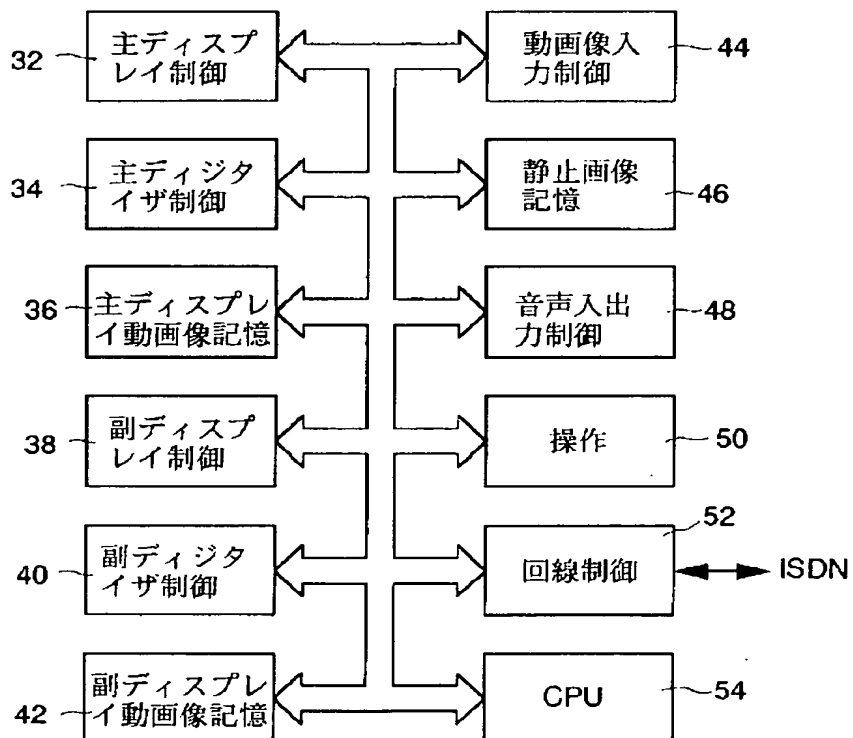 32
主ディスプ
レイ制御
34
主ディジタ
イザ制御
36
主ディスプレ
イ動画像記憶
38
副ディスプ
レイ制御
40
副ディジタ
イザ制御
42
副ディスプレ
イ動画像記憶
動画像入
力制御
44
静止画像
記憶
46
音声入出
力制御
48
操作
50
52
回線制御
ISDN
CPU
54